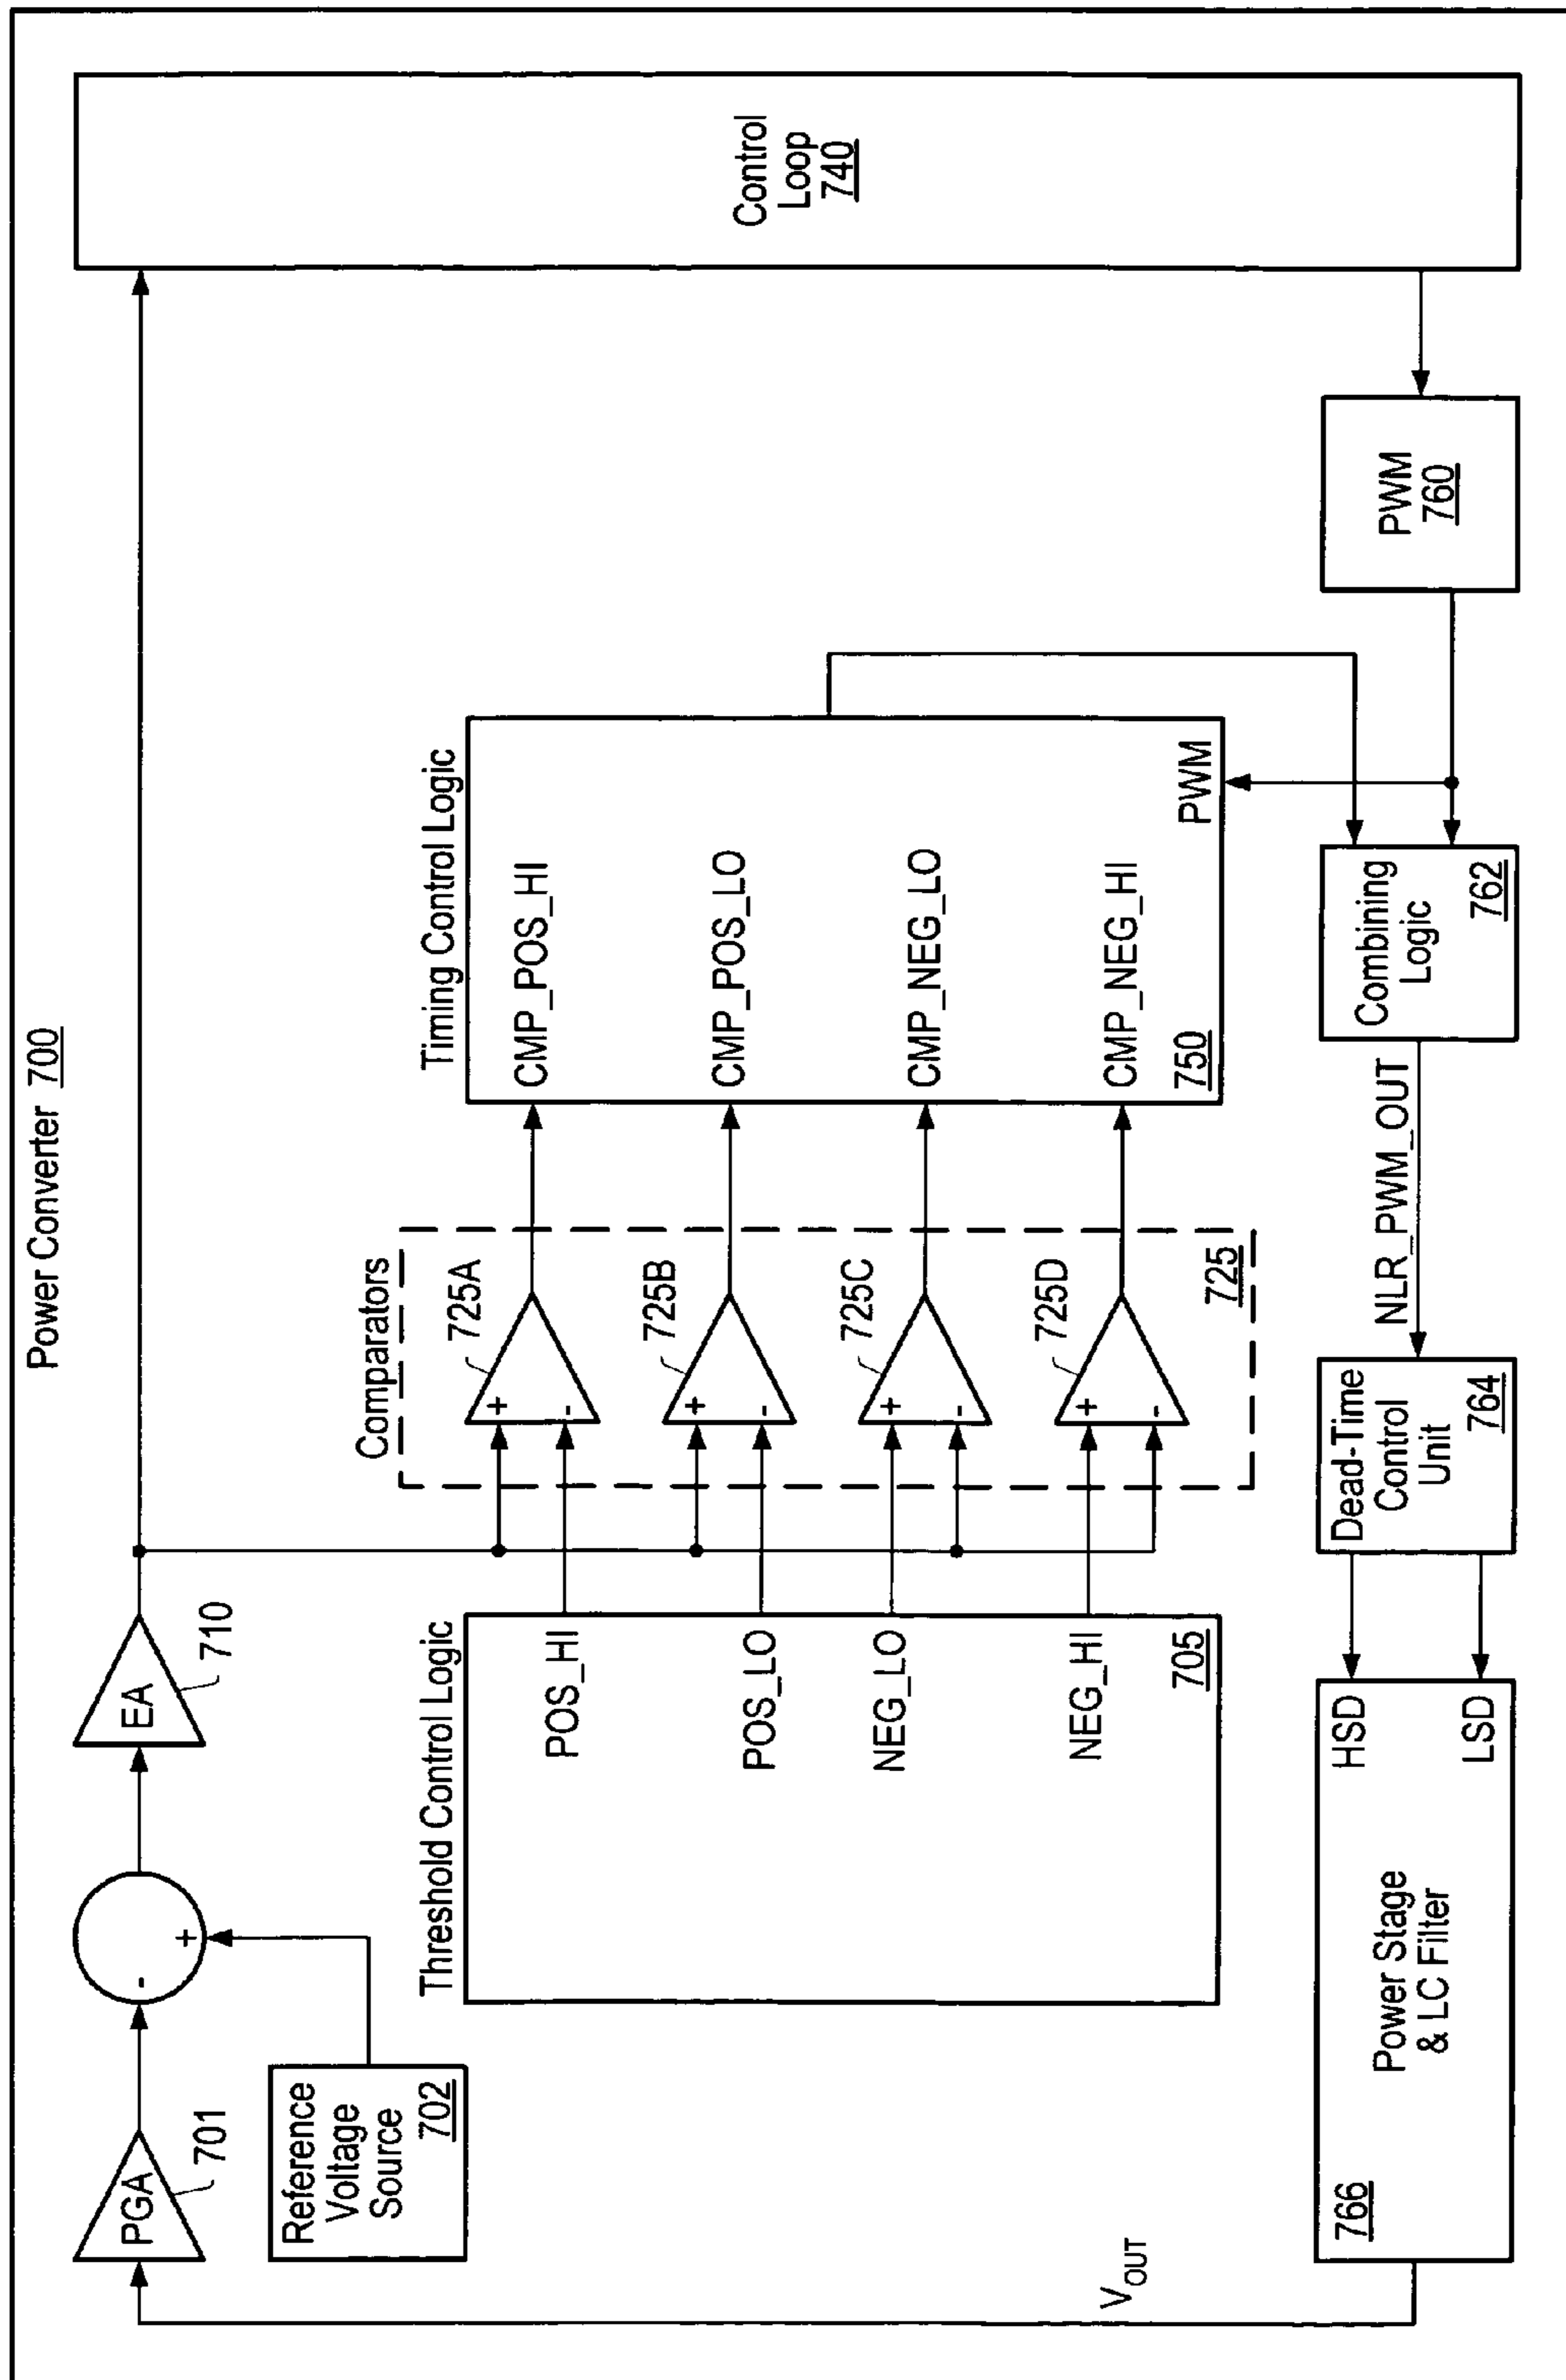 Power Converter 700
PGA
701
-
+
EA
710
Reference
Voltage
Source
702
Control
Loop
740
Threshold Control Logic
POS_HI
POS_LO
NEG_LO
NEG_HI
705
Comparators
725A
+
-
725B
+
-
725C
+
-
725D
+
-
725
Timing Control Logic
CMP_POS_HI
CMP_POS_LO
CMP_NEG_LO
CMP_NEG_HI
750
PWM
VOUT
766
Power Stage
& LC Filter
HSD
LSD
Dead-Time
Control
Unit
764
NLR_PWM_OUT
Combining
Logic
762
PWM
760